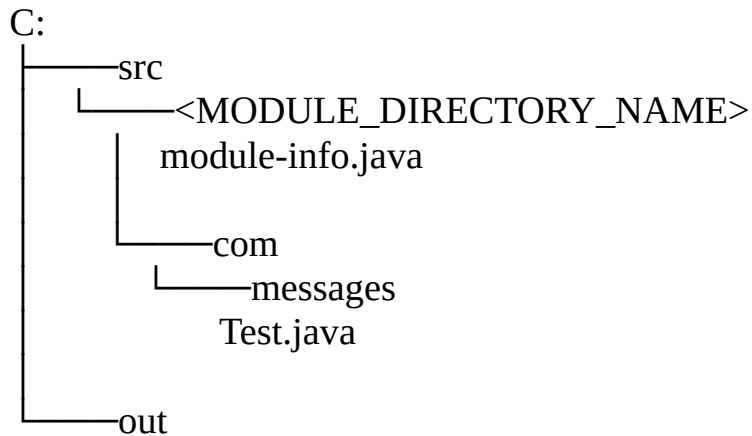 C:
src
<MODULE_DIRECTORY_NAME>
module-info.java
com
messages
Test.java
out